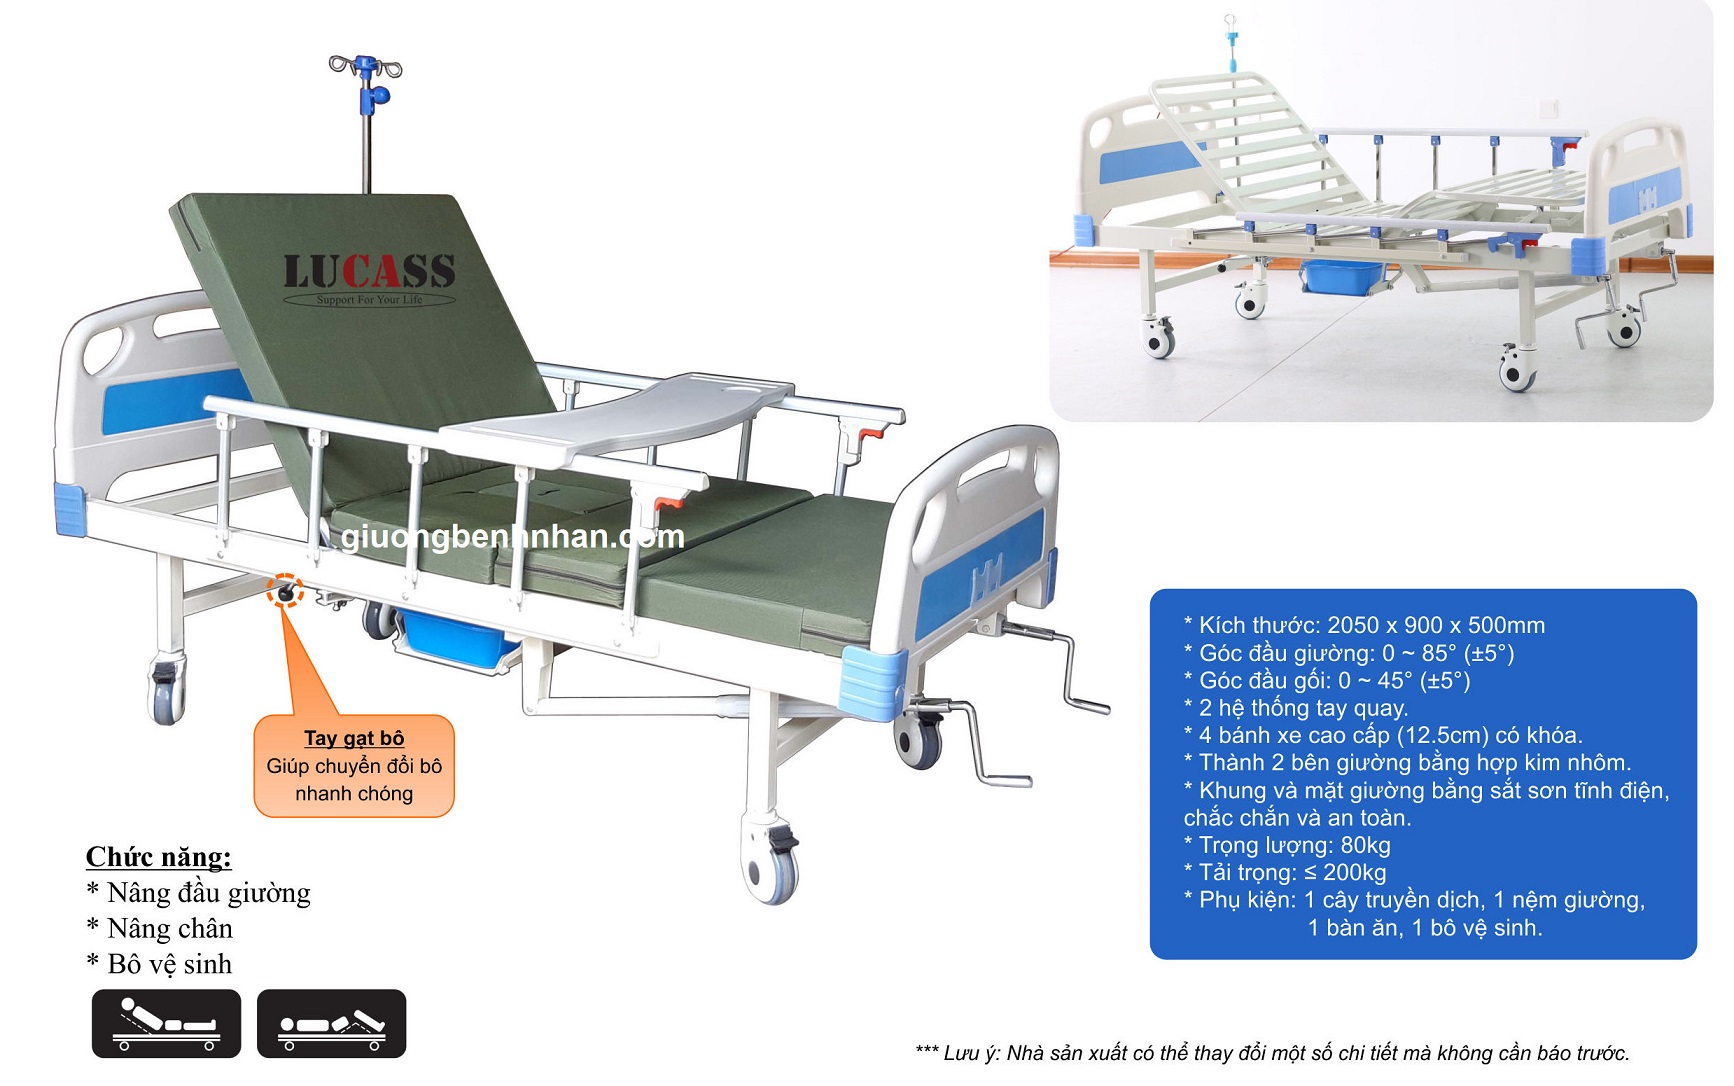 LUCASS
Support For Your Life
giuongbenhnhan.com
Tay gạt bô
Giúp chuyển đổi bô
nhanh chóng
Chức năng:
* Nâng đầu giường
* Nâng chân
* Bô vệ sinh
* Kích thước: 2050 x 900 x 500mm
* Góc đầu giường: 0 ~ 85° (±5°)
* Góc đầu gối: 0 ~ 45° (±5°)
* 2 hệ thống tay quay.
* 4 bánh xe cao cấp (12.5cm) có khóa.
* Thành 2 bên giường bằng hợp kim nhôm.
* Khung và mặt giường bằng sắt sơn tĩnh điện,
chắc chắn và an toàn.
* Trọng lượng: 80kg
* Tải trọng: ≤ 200kg
* Phụ kiện: 1 cây truyền dịch, 1 nệm giường,
1 bàn ăn, 1 bô vệ sinh.
*** Lưu ý: Nhà sản xuất có thể thay đổi một số chi tiết mà không cần báo trước.